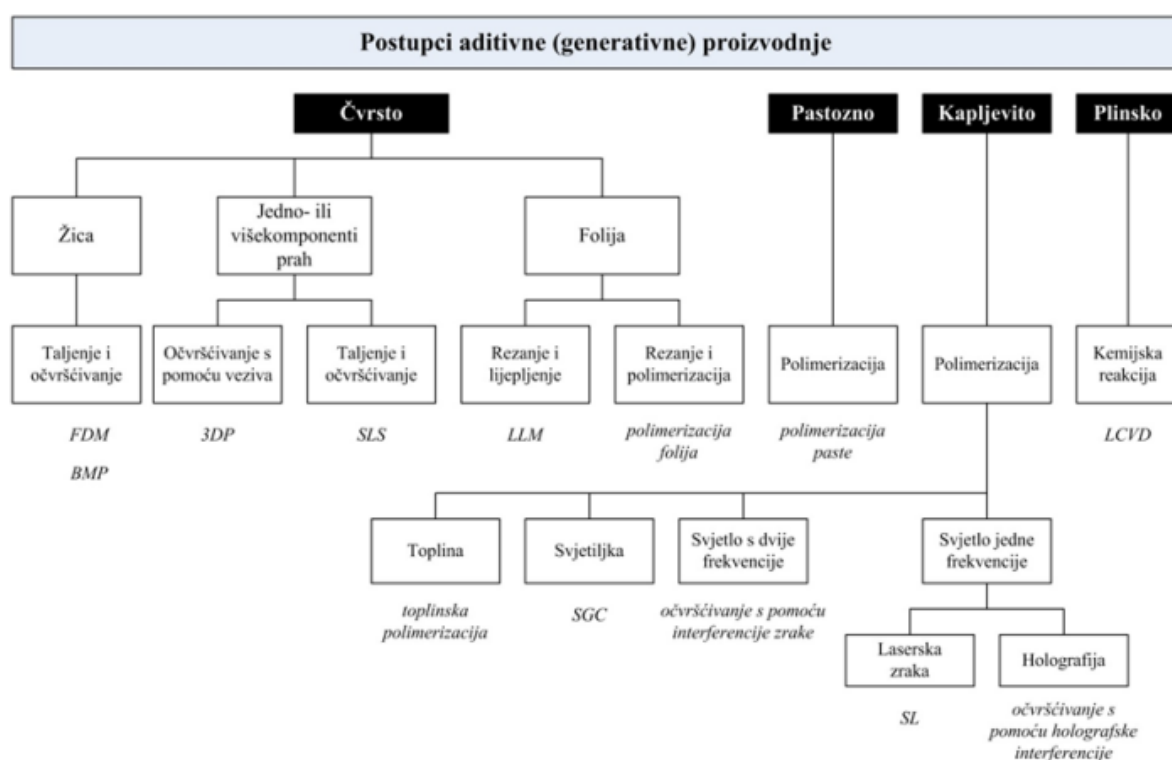 Postupci aditivne (generativne) proizvodnje
Čvrsto
Pastozno
Kapljevito
Plinsko
Žica
Jedno- ili
višekomponenti
prah
Folija
Taljenje i
očvršćivanje
Očvršćivanje s
pomoću veziva
Taljenje i
očvršćivanje
Rezanje i
lijepljenje
Rezanje i
polimerizacija
Polimerizacija
Polimerizacija
Kemijska
reakcija
FDM
BMP
3DP
SLS
LLM
polimerizacija
folija
polimerizacija
paste
LCVD
Toplina
Svjetiljka
Svjetlo s dvije
frekvencije
Svjetlo jedne
frekvencije
toplinska
polimerizacija
SGC
očvršćivanje s pomoću
interferencije zrake
Laserska
zraka
Holografija
SL
očvršćivanje s
pomoću holografske
interferencije